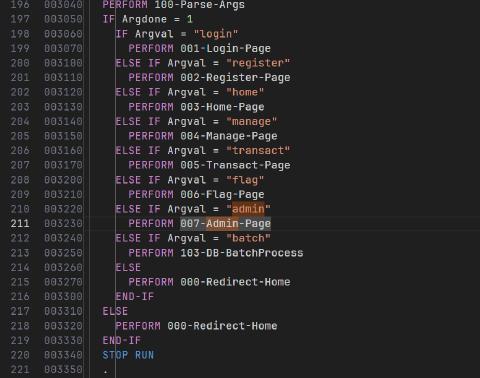 196 003040 PERFORM 100-Parse-Args
197 003050 IF Argdone = 1
198 003060 IF Argval = "login"
199 003070 PERFORM 001-Login-Page
200 003080 ELSE IF Argval = "register"
201 003110 PERFORM 002-Register-Page
202 003120 ELSE IF Argval = "home"
203 003130 PERFORM 003-Home-Page
204 003140 ELSE IF Argval = "manage"
205 003150 PERFORM 004-Manage-Page
206 003160 ELSE IF Argval = "transact"
207 003170 PERFORM 005-Transact-Page
208 003200 ELSE IF Argval = "flag"
209 003210 PERFORM 006-Flag-Page
210 003220 ELSE IF Argval = "admin"
211 003230 PERFORM 007-Admin-Page
212 003240 ELSE IF Argval = "batch"
213 003250 PERFORM 103-DB-BatchProcess
214 003260 ELSE
215 003270 PERFORM 000-Redirect-Home
216 003300 END-IF
217 003310 ELSE
218 003320 PERFORM 000-Redirect-Home
219 003330 END-IF
220 003340 STOP RUN
221 003350 .